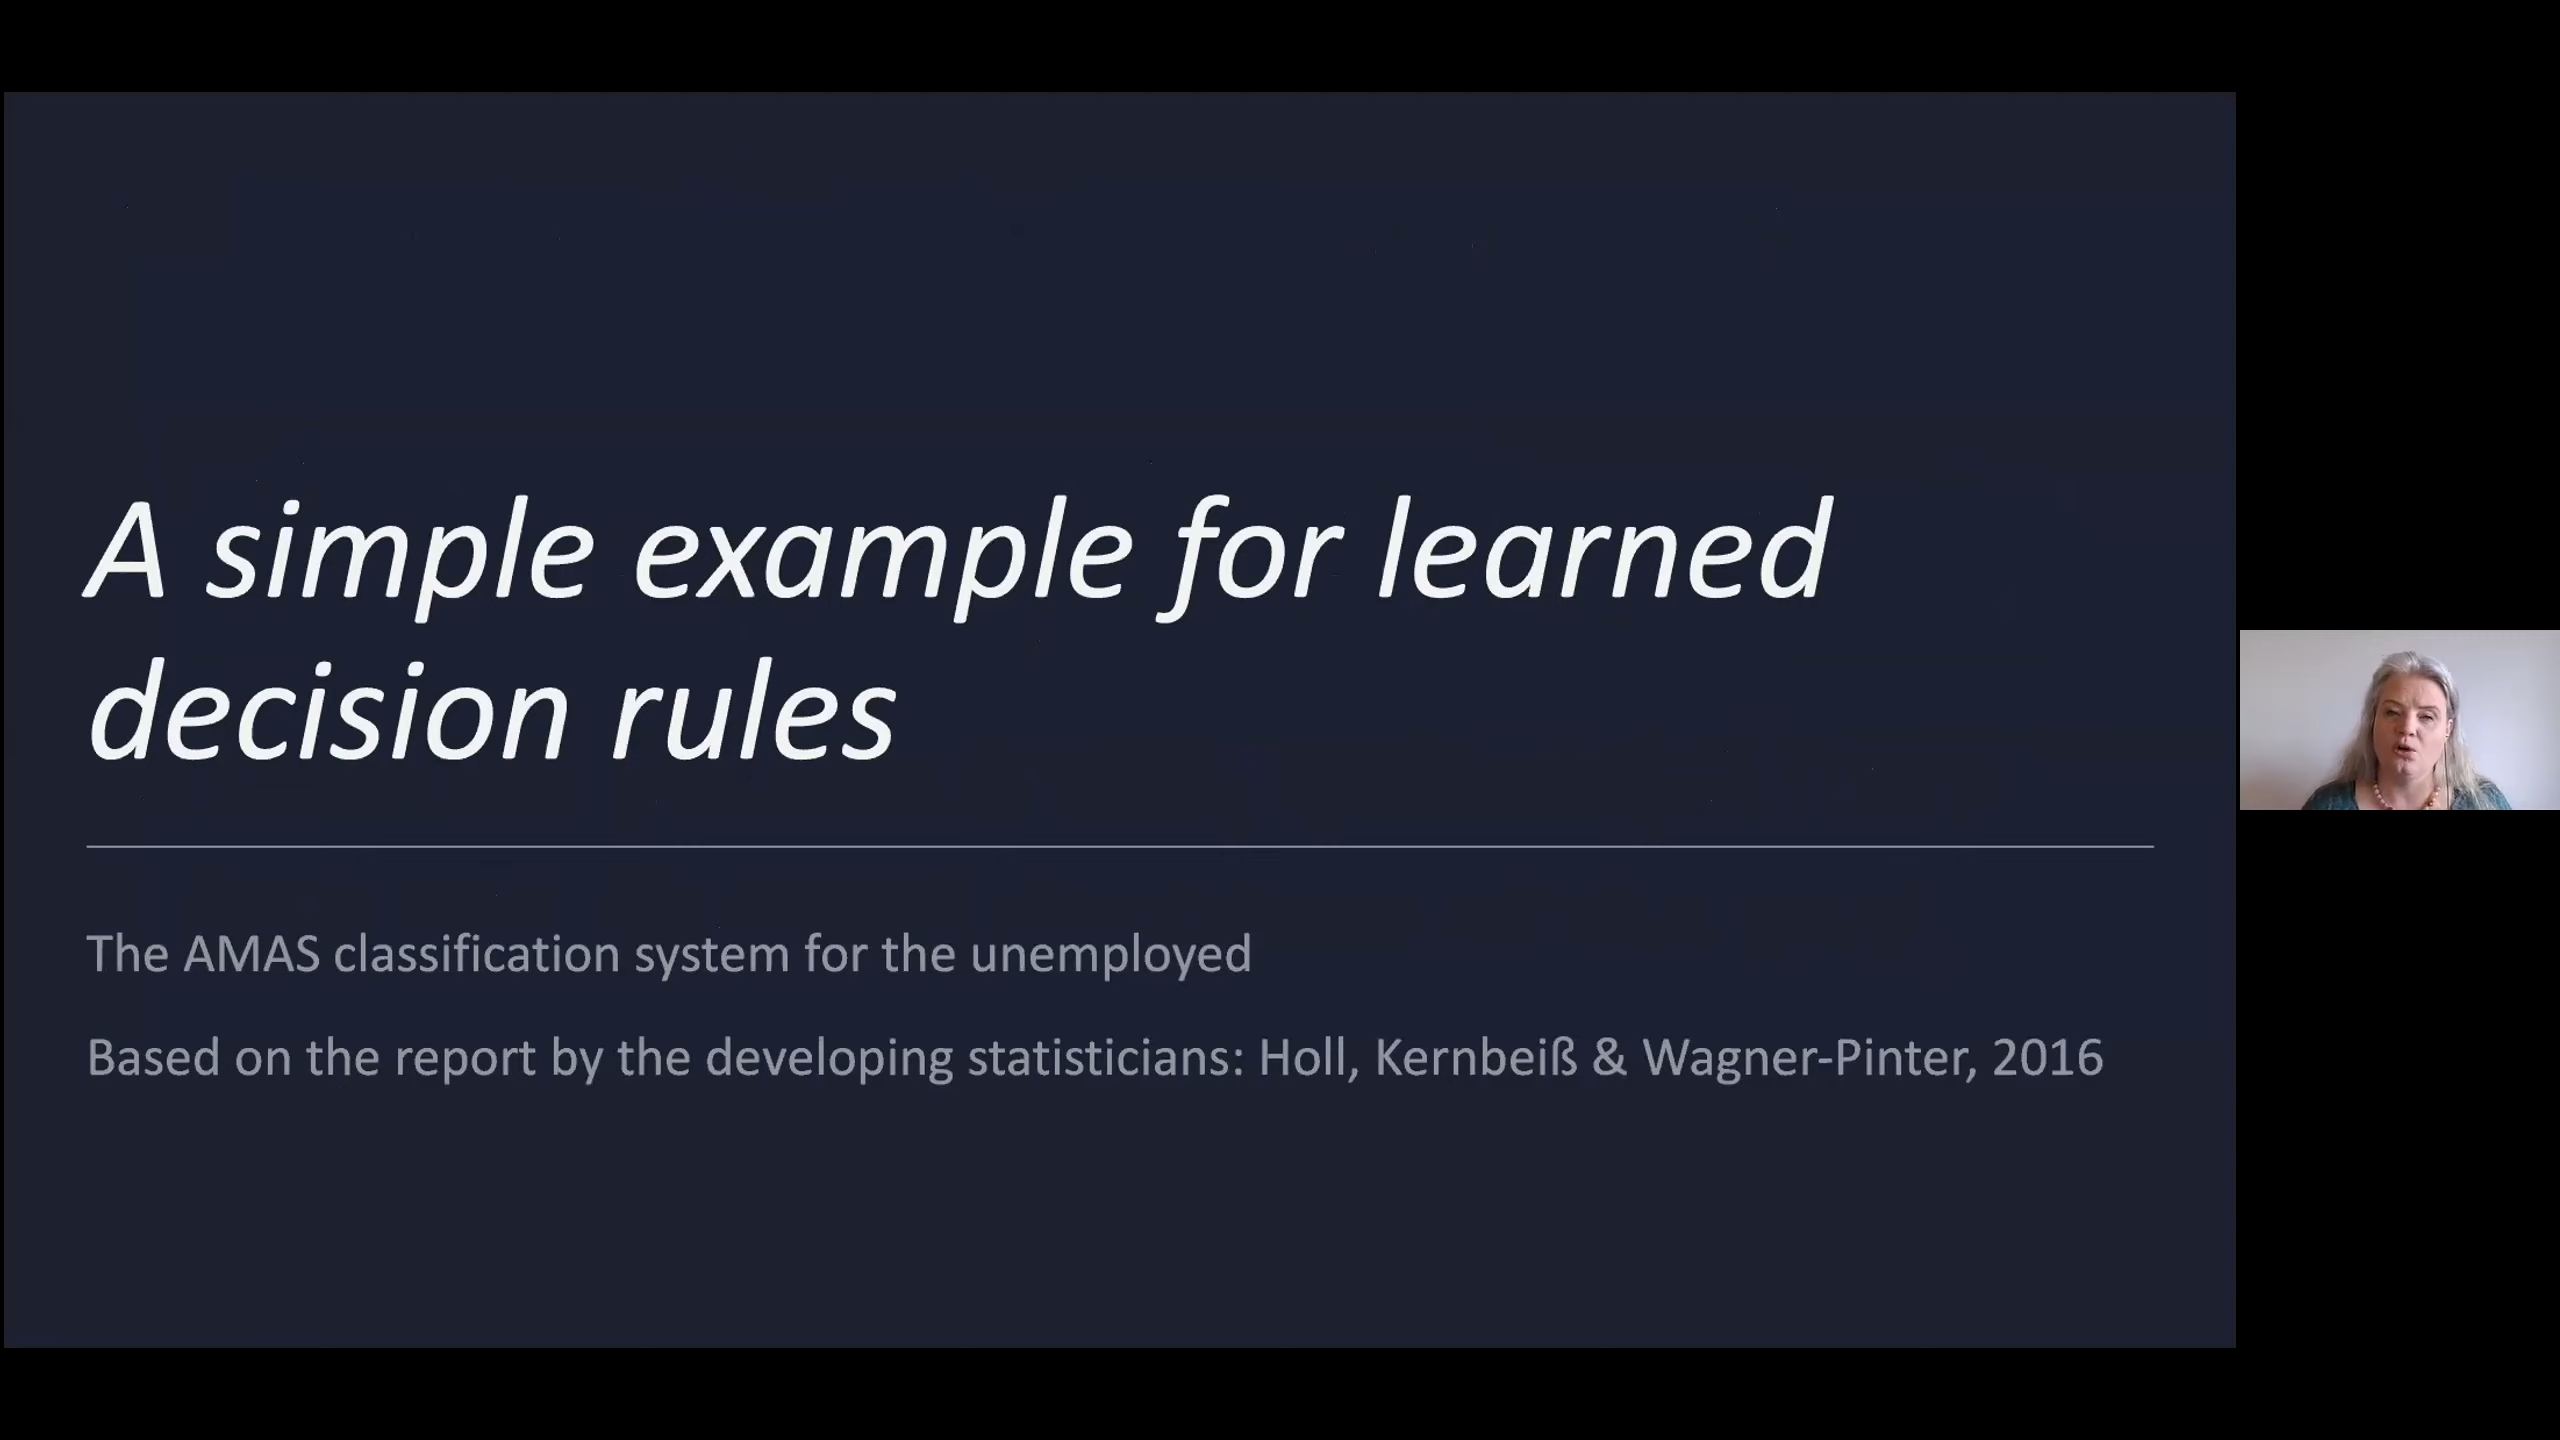 A simple example for learned
decision rules
The AMAS classification system for the unemployed
Based on the report by the developing statisticians: Holl, Kernbeiß & Wagner-Pinter, 2016